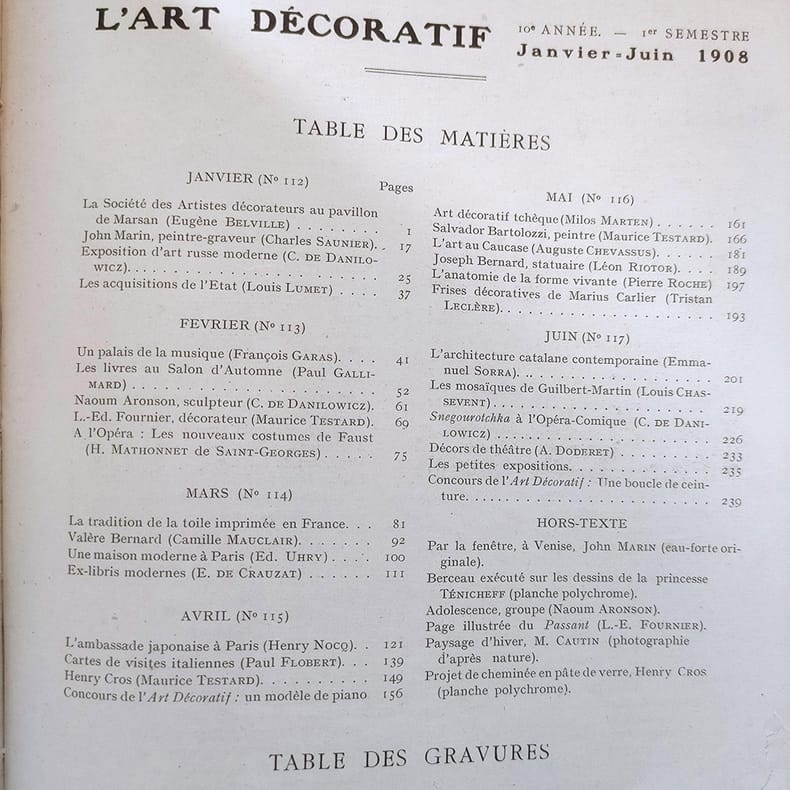 L'ART DÉCORATIF
10e ANNÉE. — 1er SEMESTRE
Janvier=Juin 1908
TABLE DES MATIÈRES
JANVIER (No 112)
Pages
La Société des Artistes décorateurs au pavillon
de Marsan (Eugène BELVILLE) . . . . . . . . 1
John Marin, peintre-graveur (Charles SAUNIER). . 17
Exposition d'art russe moderne (C. DE DANILO-
WICZ). . . . . . . . . . . . . . . . . . . . 25
Les acquisitions de l'Etat (Louis LUMET) . . . . 37
FEVRIER (No 113)
Un palais de la musique (François GARAS). . . . 41
Les livres au Salon d'Automne (Paul GALLI-
MARD) . . . . . . . . . . . . . . . . . . . 52
Naoum Aronson, sculpteur (C. DE DANILOWICZ). 61
L.-Ed. Fournier, décorateur (Maurice TESTARD). 69
A l'Opéra : Les nouveaux costumes de Faust
(H. MATHONNET DE SAINT-GEORGES) . . . . . 75
MARS (No 114)
La tradition de la toile imprimée en France. . . 81
Valère Bernard (Camille MAUCLAIR). . . . . . . 92
Une maison moderne à Paris (Ed. UHRY) . . . . 100
Ex-libris modernes (E. DE CRAUZAT) . . . . . . 111
AVRIL (No 115)
L'ambassade japonaise à Paris (Henry NOCQ). . 121
Cartes de visites italiennes (Paul FLOBERT). . . 139
Henry Cros (Maurice TESTARD). . . . . . . . . . 149
Concours de l'Art Décoratif : un modèle de piano 156
MAI (No 116)
Art décoratif tchèque (Milos MARTEN) . . . . . . 161
Salvador Bartolozzi, peintre (Maurice TESTARD). 166
L'art au Caucase (Auguste CHEVASSUS). . . . . . 181
Joseph Bernard, statuaire (Léon RIOTOR). . . . 189
L'anatomie de la forme vivante (Pierre ROCHE) 197
Frises décoratives de Marius Carlier (Tristan
LECLÈRE). . . . . . . . . . . . . . . . . . 193
JUIN (No 117)
L'architecture catalane contemporaine (Emma-
nuel SORRA). . . . . . . . . . . . . . . . . 201
Les mosaïques de Guilbert-Martin (Louis CHAS-
SEVENT) . . . . . . . . . . . . . . . . . . 219
Snegourotchka à l'Opéra-Comique (C. DE DANI-
LOWICZ) . . . . . . . . . . . . . . . . . . 226
Décors de théâtre (A. DODERET) . . . . . . . . 233
Les petites expositions. . . . . . . . . . . . . 235
Concours de l'Art Décoratif : Une boucle de cein-
ture. . . . . . . . . . . . . . . . . . . . . 239
HORS-TEXTE
Par la fenêtre, à Venise, John MARIN (eau-forte ori-
ginale).
Berceau exécuté sur les dessins de la princesse
TÉNICHEFF (planche polychrome).
Adolescence, groupe (Naoum ARONSON).
Page illustrée du Passant (L.-E. FOURNIER).
Paysage d'hiver, M. CAUTIN (photographie
d'après nature).
Projet de cheminée en pâte de verre, Henry CROS
(planche polychrome).
TABLE DES GRAVURES